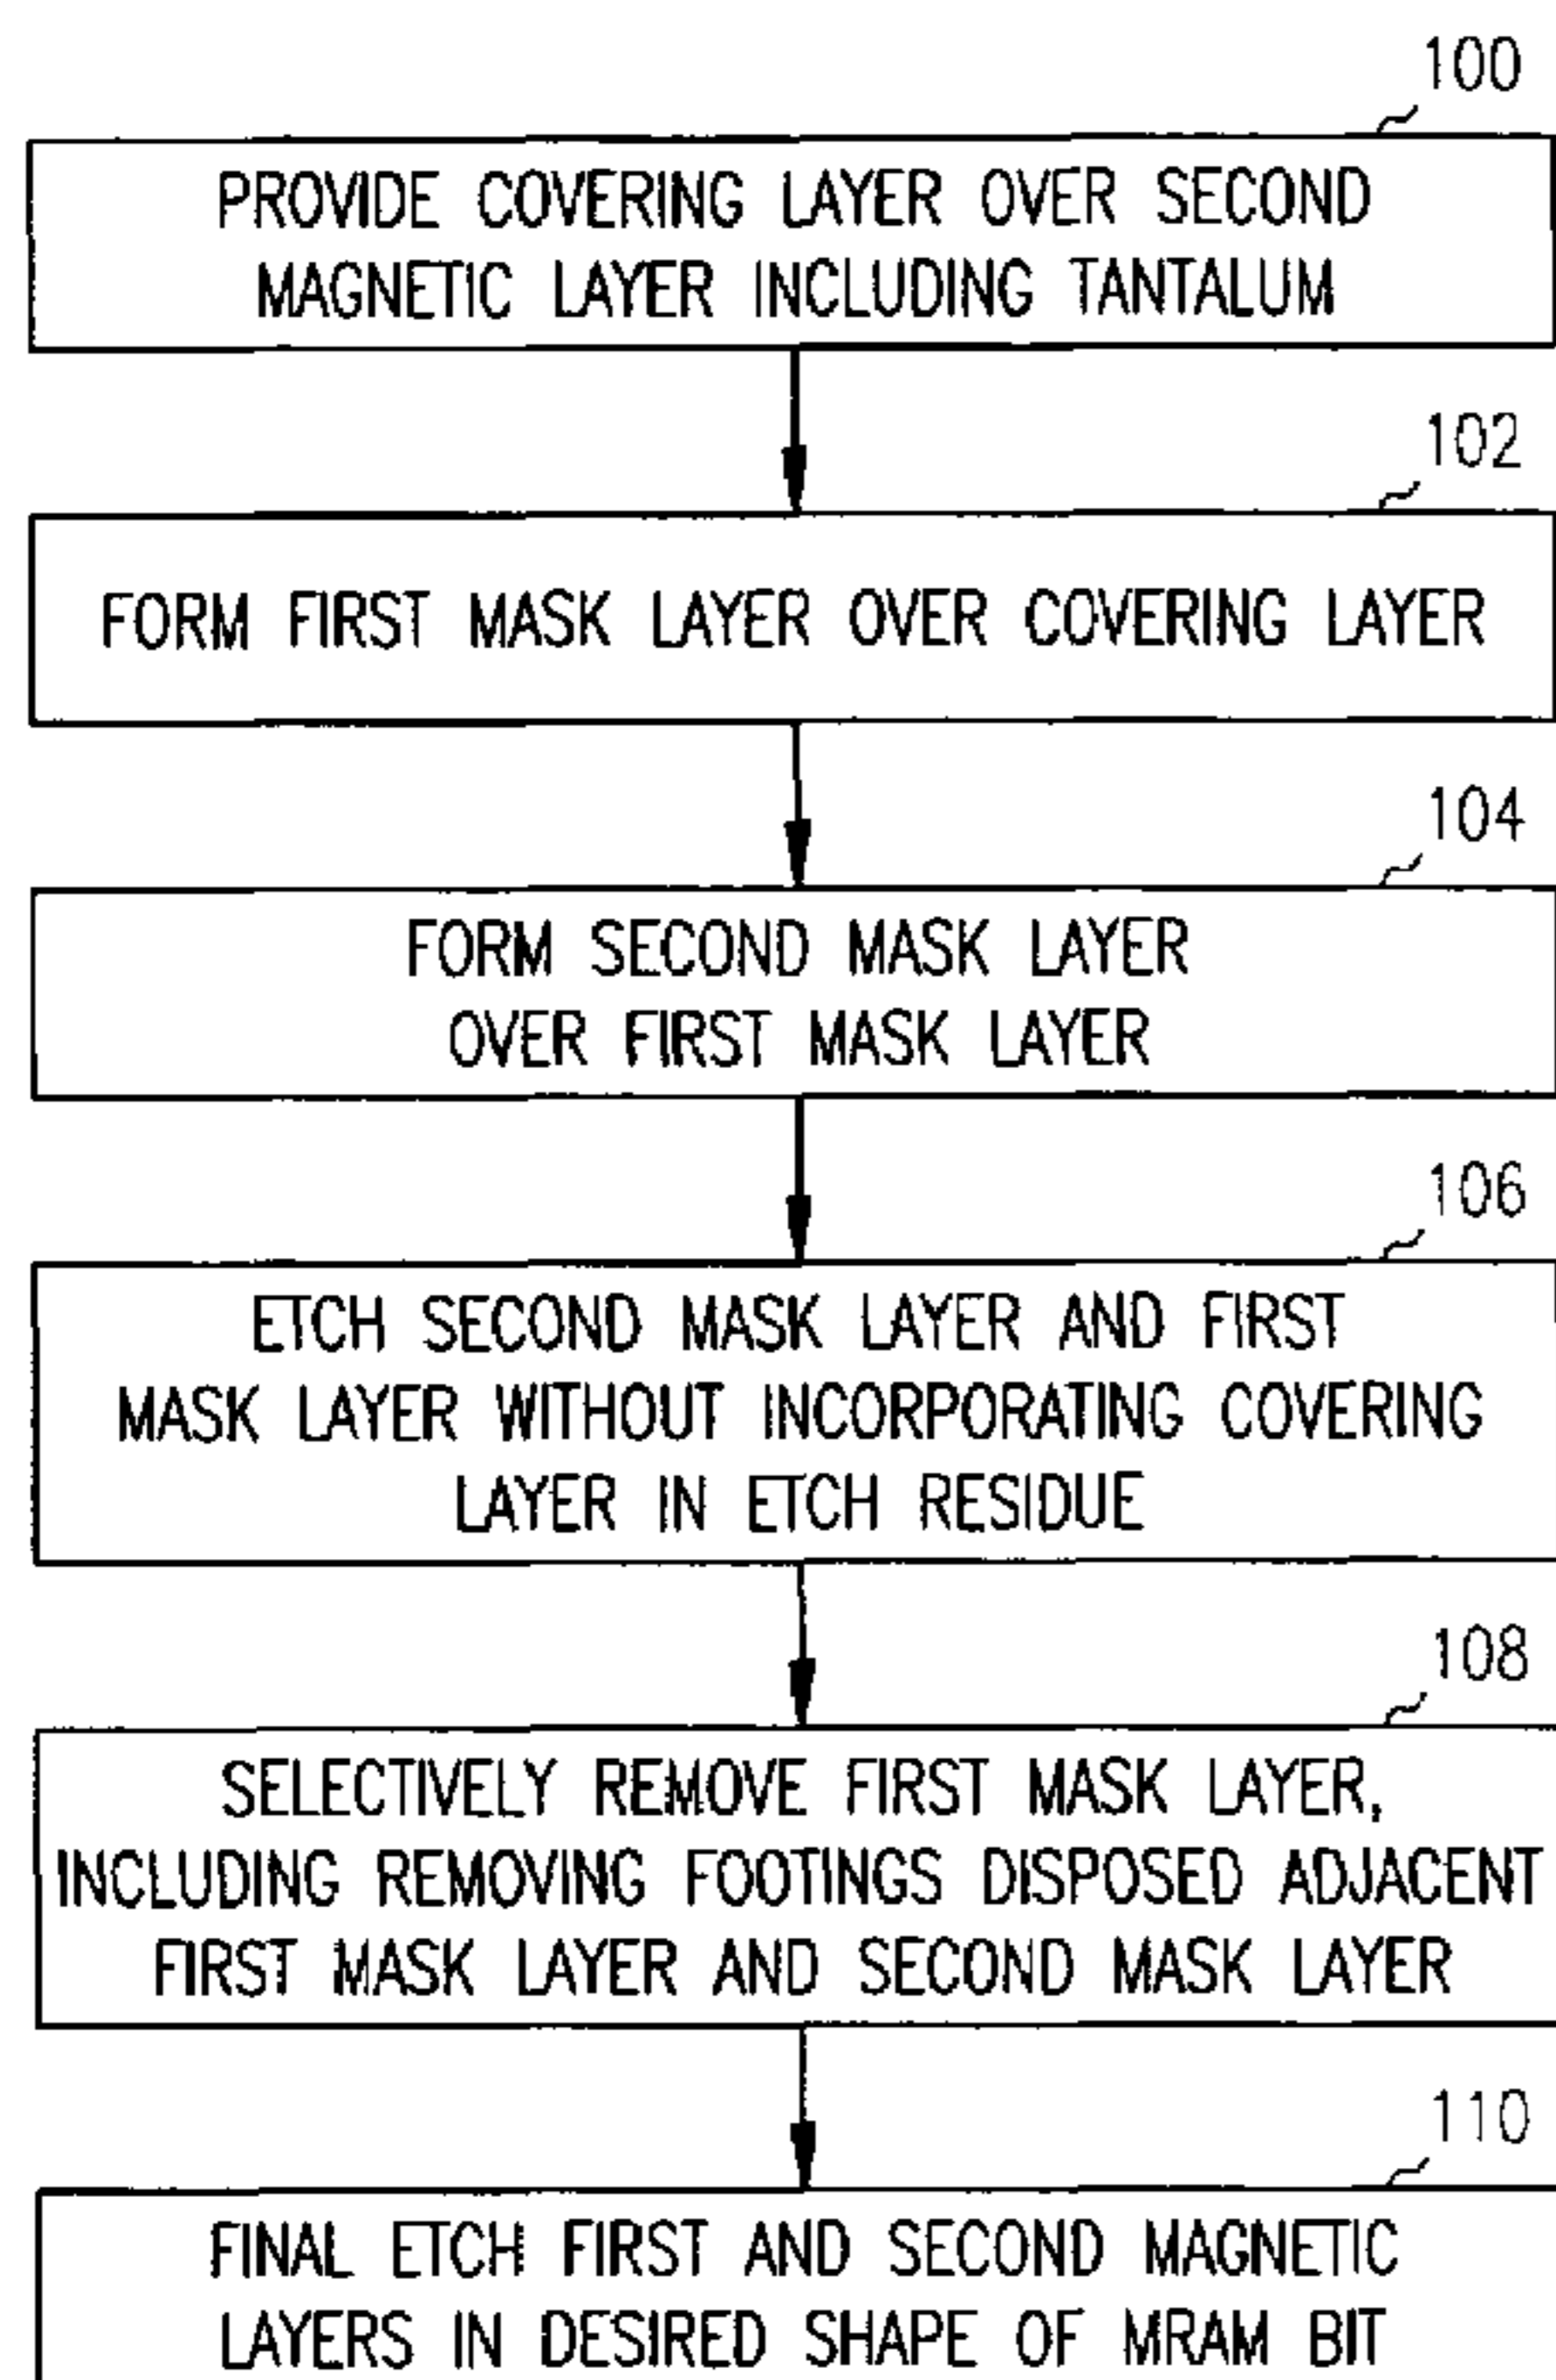 100
PROVIDE COVERING LAYER OVER SECOND
MAGNETIC LAYER INCLUDING TANTALUM
102
FORM FIRST MASK LAYER OVER COVERING LAYER
104
FORM SECOND MASK LAYER
OVER FIRST MASK LAYER
106
ETCH SECOND MASK LAYER AND FIRST
MASK LAYER WITHOUT INCORPORATING COVERING
LAYER IN ETCH RESIDUE
108
SELECTIVELY REMOVE FIRST MASK LAYER,
INCLUDING REMOVING FOOTINGS DISPOSED ADJACENT
FIRST MASK LAYER AND SECOND MASK LAYER
110
FINAL ETCH FIRST AND SECOND MAGNETIC
LAYERS IN DESIRED SHAPE OF MRAM BIT